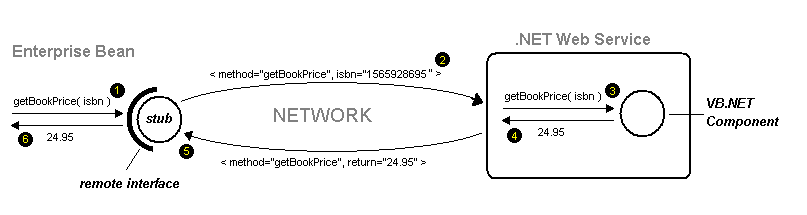 .NET Web Service
Enterprise Bean
2
< method="getBookPrice", isbn="1565928695" >
1
getBookPrice( isbn )
stub
NETWORK
3
getBookPrice( isbn )
VB.NET
Component
6
24.95
5
4
24.95
< method="getBookPrice", return="24.95" >
remote interface